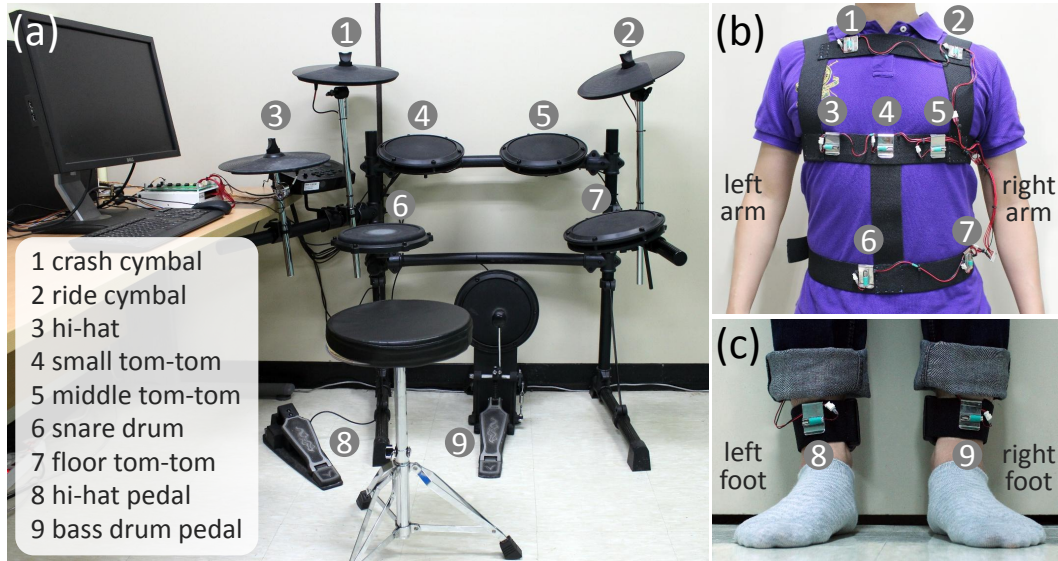 (a)
1
2
3
4
5
6
7
8
9
1 crash cymbal
2 ride cymbal
3 hi-hat
4 small tom-tom
5 middle tom-tom
6 snare drum
7 floor tom-tom
8 hi-hat pedal
9 bass drum pedal
(b)
1
2
3
4
5
left
arm
right
arm
6
7
(c)
left
foot
8
9
right
foot